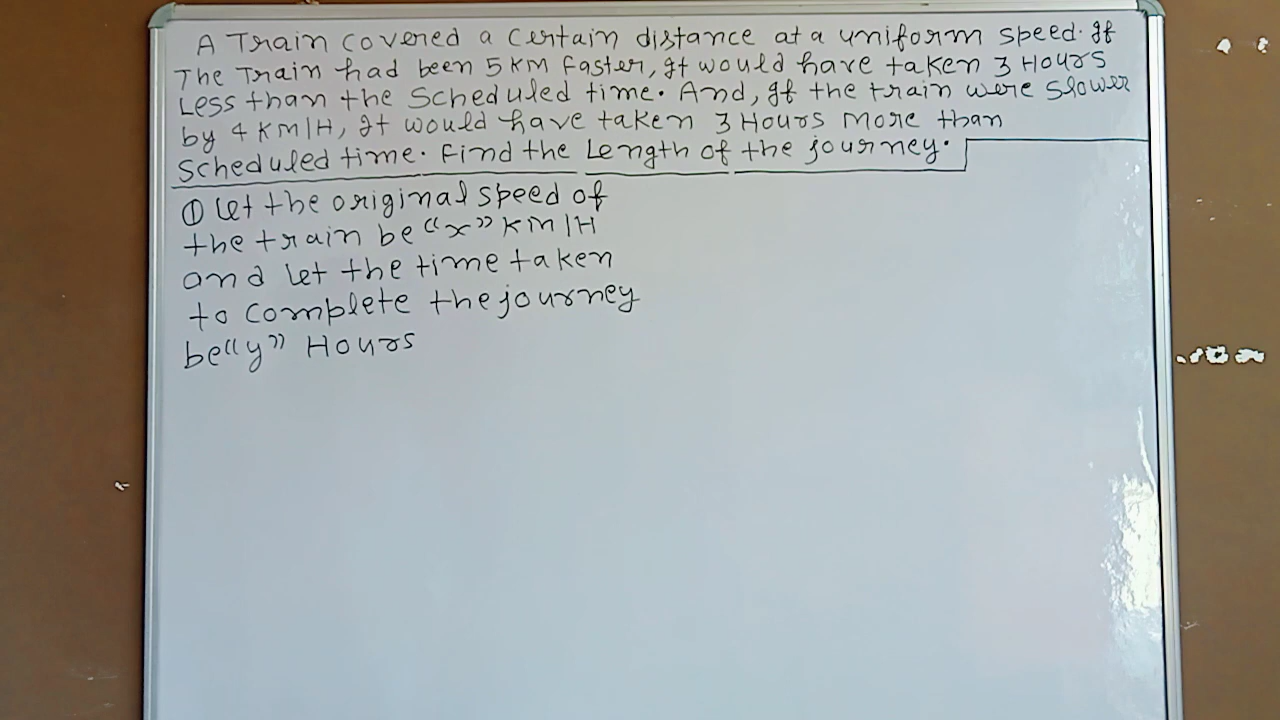 A Train covered a certain distance at a uniform speed. If
The Train had been 5 KM Faster, It would have taken 3 Hours
Less than the Scheduled time. And, If the train were Slower
by 4 KM/H, It would have taken 3 Hours More than
Scheduled time. Find the Length of the journey.
① Let the original speed of
the train be "x" KM/H
and Let the time taken
to complete the journey
be "y" Hours